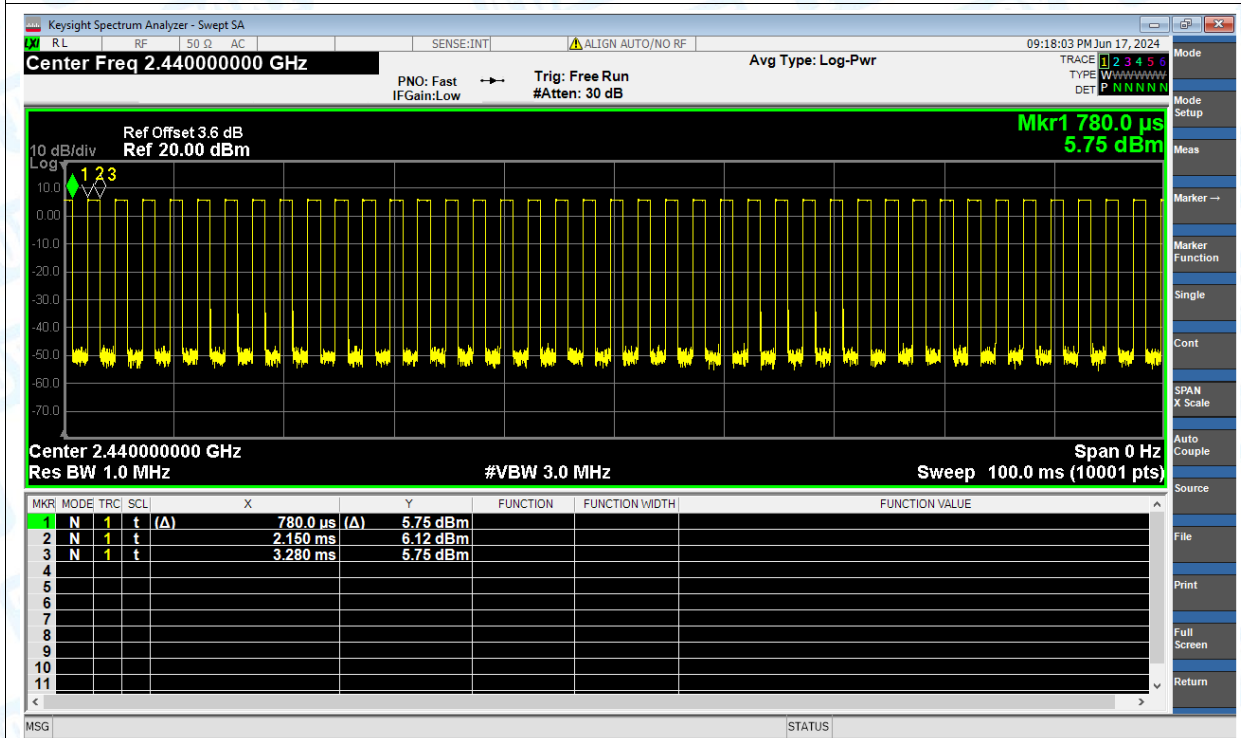 Keysight Spectrum Analyzer - Swept SA
LXI RL RF 50 Ω AC SENSE:INT ALIGN AUTO/NO RF 09:18:03 PM Jun 17, 2024
Center Freq 2.440000000 GHz
PNO: Fast
IFGain:Low
Trig: Free Run
#Atten: 30 dB
Avg Type: Log-Pwr
TRACE 1 2 3 4 5 6
TYPE WWWWWW
DET P N N N N N
Mkr1 780.0 µs
5.75 dBm
Ref Offset 3.6 dB
10 dB/div Ref 20.00 dBm
Log
1 2 3
10.0
0.00
-10.0
-20.0
-30.0
-40.0
-50.0
-60.0
-70.0
Center 2.440000000 GHz Span 0 Hz
Res BW 1.0 MHz #VBW 3.0 MHz Sweep 100.0 ms (10001 pts)
MKR MODE TRC SCL X Y FUNCTION FUNCTION WIDTH FUNCTION VALUE
1 N 1 t (Δ) 780.0 µs (Δ) 5.75 dBm
2 N 1 t 2.150 ms 6.12 dBm
3 N 1 t 3.280 ms 5.75 dBm
4
5
6
7
8
9
10
11
MSG STATUS
Mode
Mode
Setup
Meas
Marker →
Marker
Function
Single
Cont
SPAN
X Scale
Auto
Couple
Source
File
Print
Full
Screen
Return